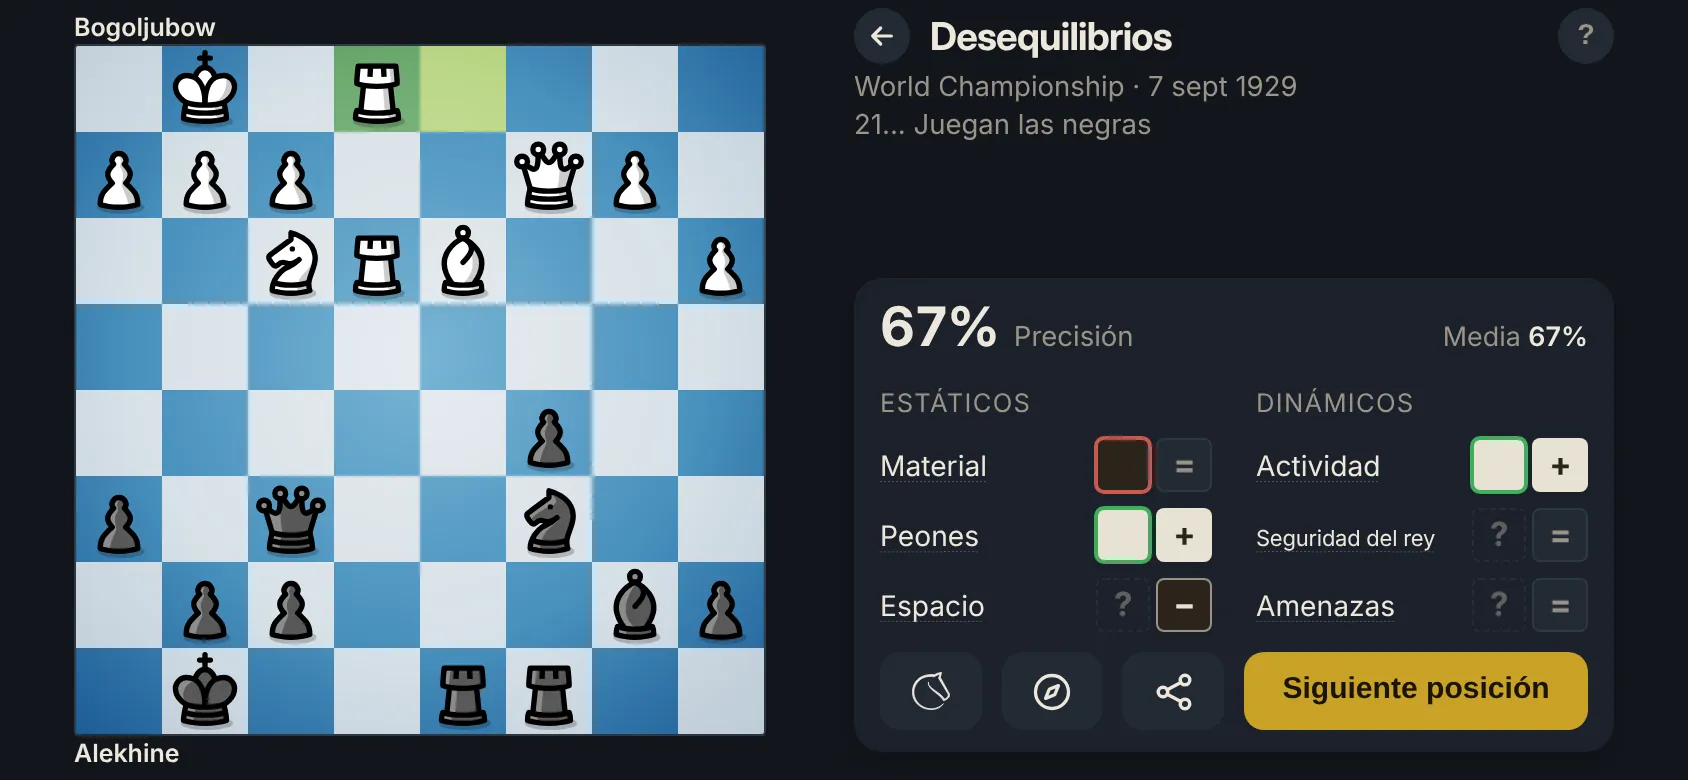 Bogoljubow
Alekhine
Desequilibrios
?
World Championship · 7 sept 1929
21... Juegan las negras
67% Precisión
Media 67%
ESTÁTICOS
Material =
Peones +
Espacio ? −
DINÁMICOS
Actividad +
Seguridad del rey ? =
Amenazas ? =
Siguiente posición